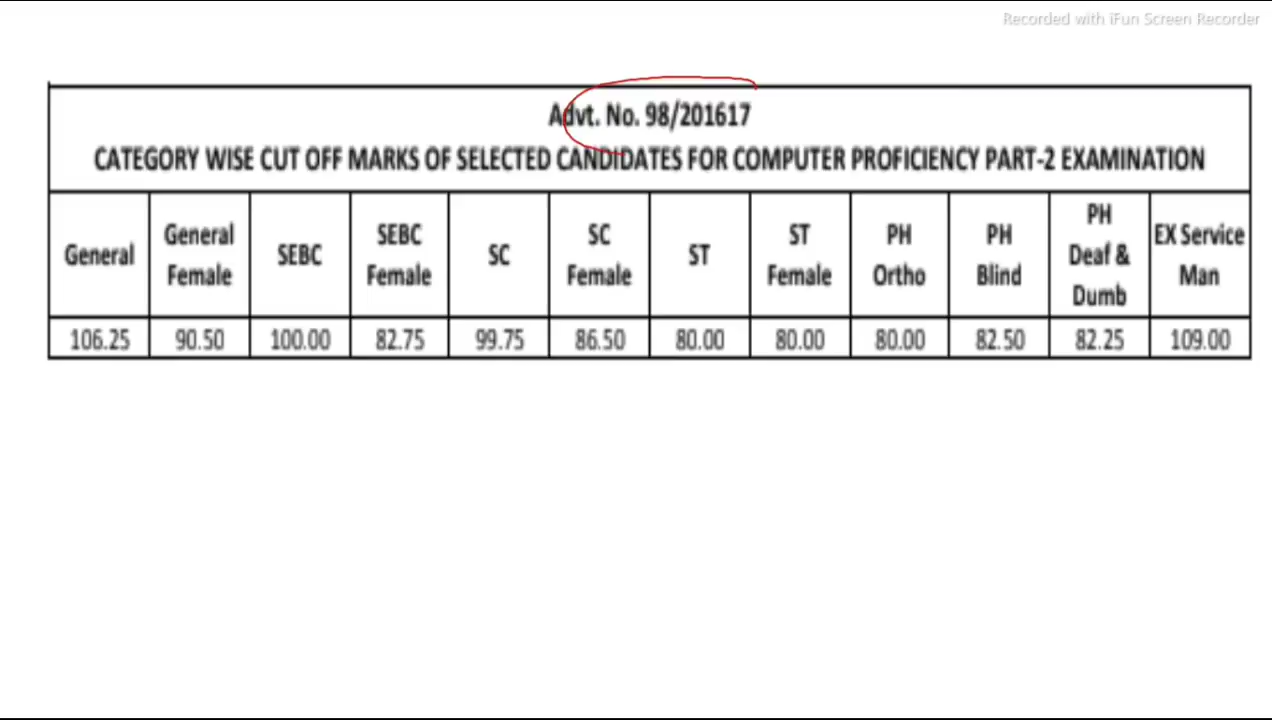 Recorded with iFun Screen Recorder
Advt. No. 98/201617
CATEGORY WISE CUT OFF MARKS OF SELECTED CANDIDATES FOR COMPUTER PROFICIENCY PART-2 EXAMINATION
General | General Female | SEBC | SEBC Female | SC | SC Female | ST | ST Female | PH Ortho | PH Blind | PH Deaf & Dumb | EX Service Man
106.25 | 90.50 | 100.00 | 82.75 | 99.75 | 86.50 | 80.00 | 80.00 | 80.00 | 82.50 | 82.25 | 109.00